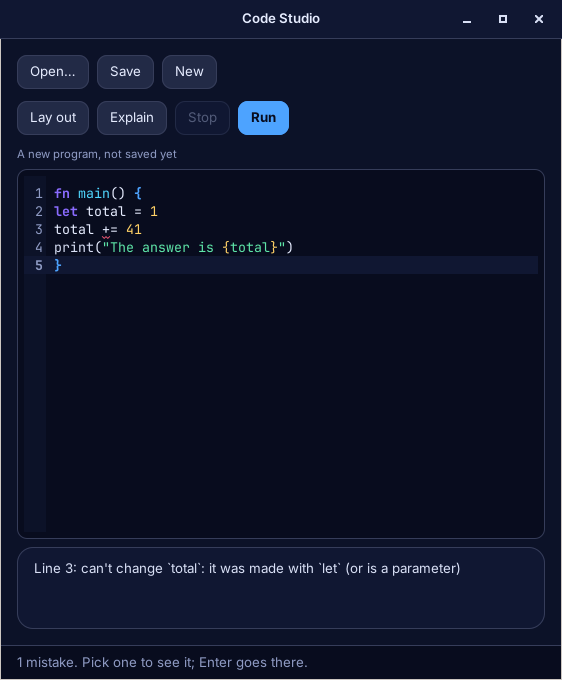 Code Studio
Open... Save New
Lay out Explain Stop Run
A new program, not saved yet
1 fn main() {
2 let total = 1
3 total += 41
4 print("The answer is {total}")
5 }
Line 3: can't change `total`: it was made with `let` (or is a parameter)
1 mistake. Pick one to see it; Enter goes there.